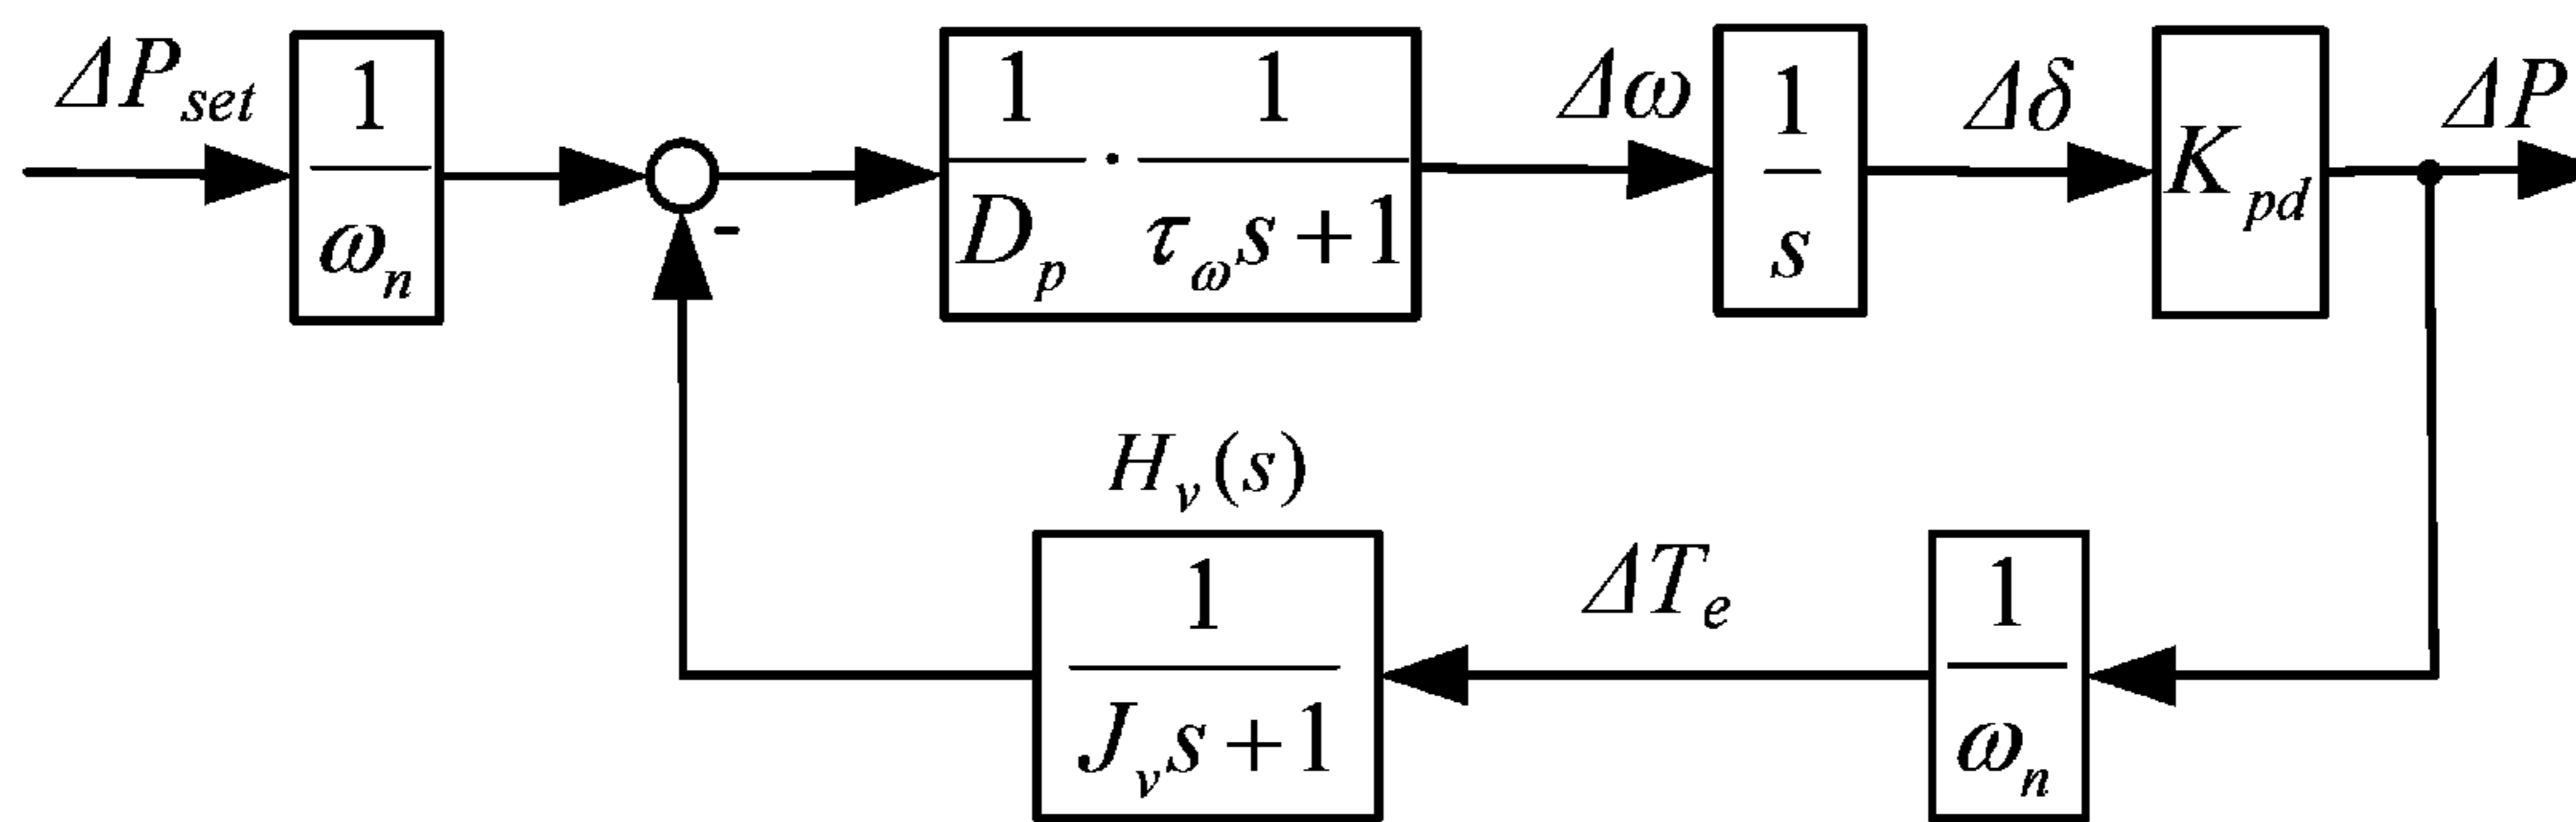 ΔP_set
1/ω_n
-
1/D_p · 1/(τ_ω s+1)
Δω
1/s
Δδ
K_pd
ΔP
H_v(s)
1/(J_v s+1)
ΔT_e
1/ω_n